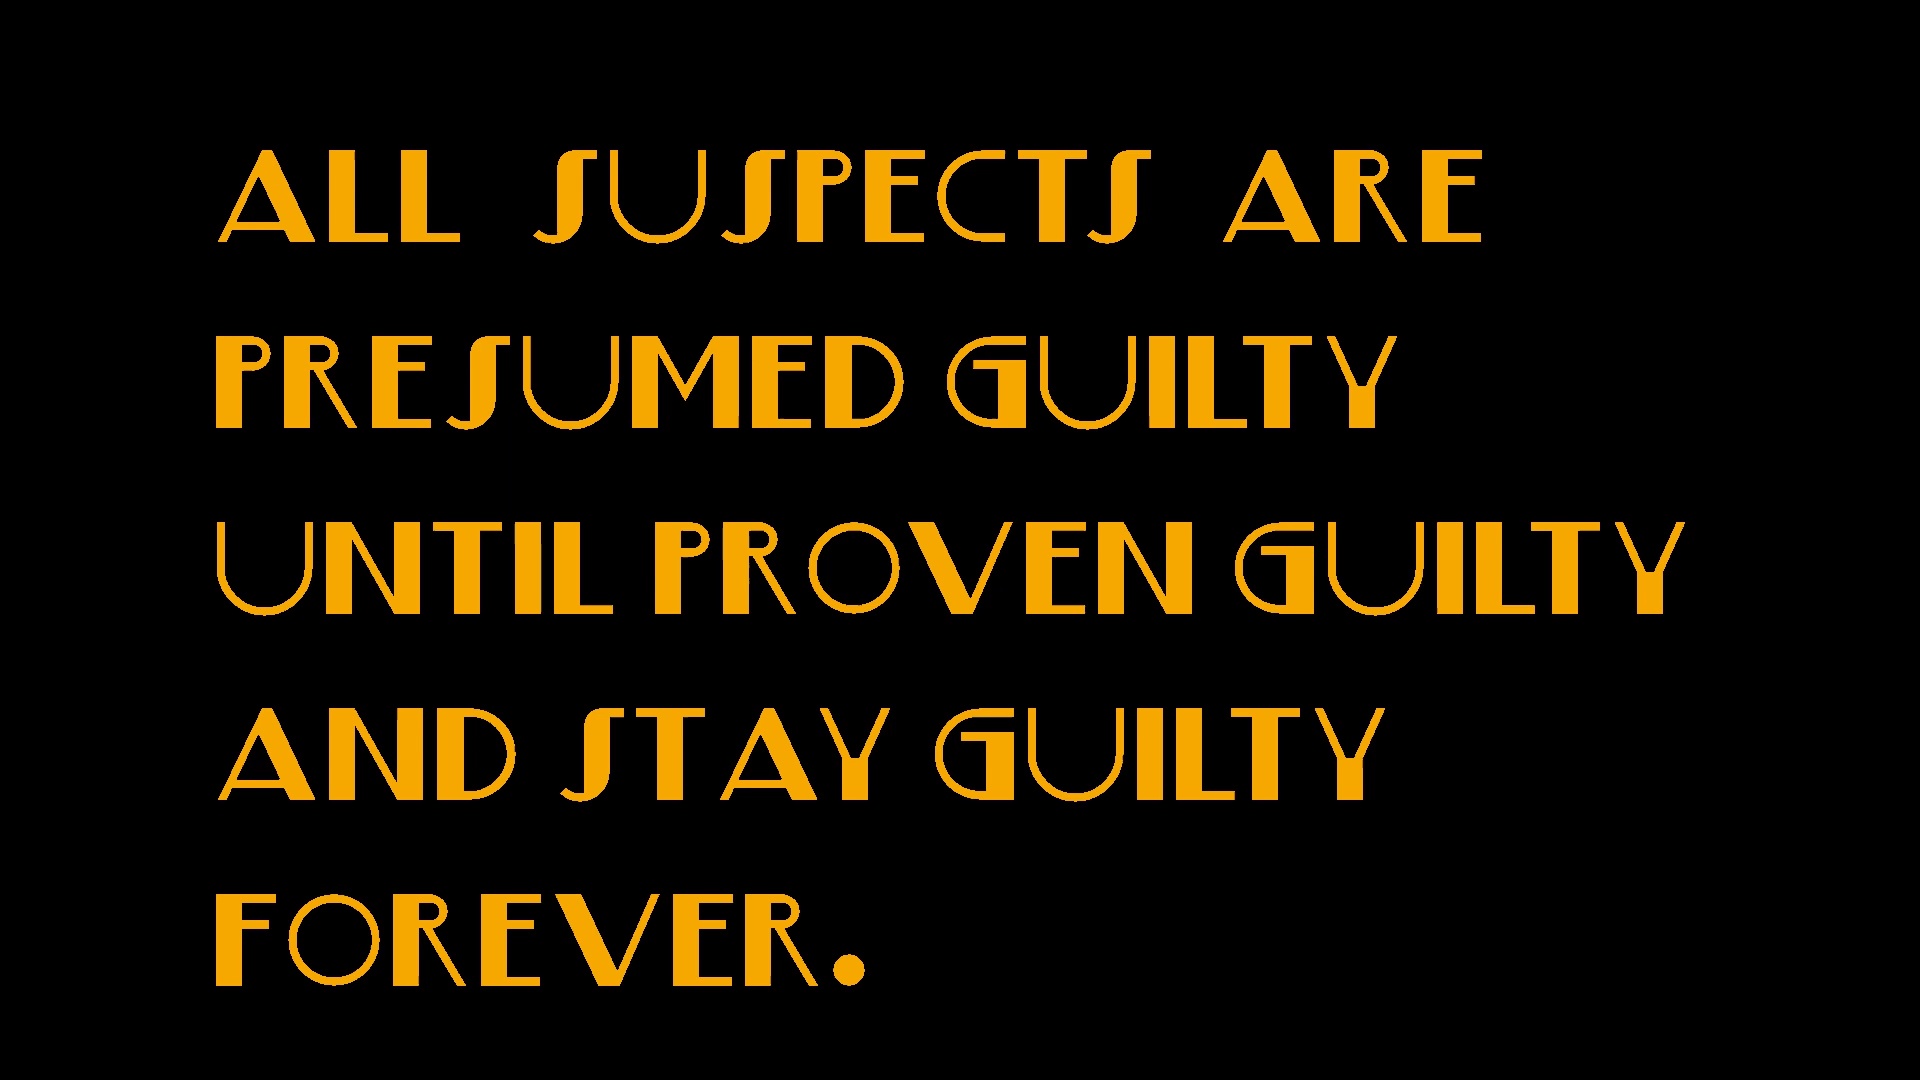 ALL SUSPECTS ARE
PRESUMED GUILTY
UNTIL PROVEN GUILTY
AND STAY GUILTY
FOREVER.